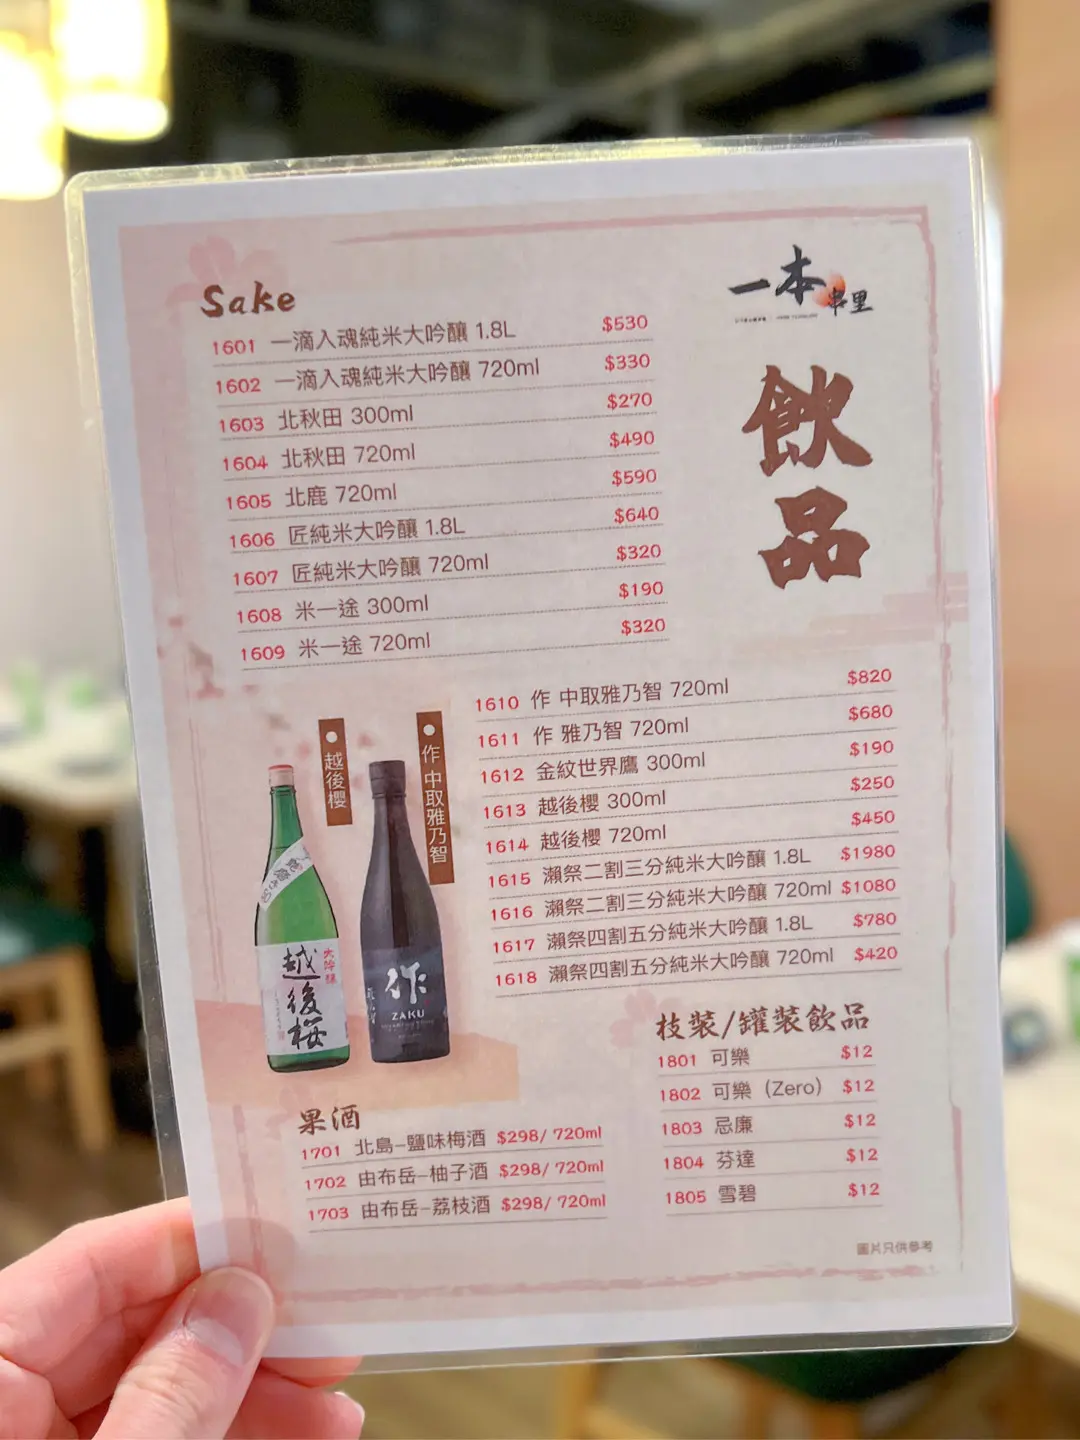 Sake
1601 一滴入魂純米大吟釀 1.8L $530
1602 一滴入魂純米大吟釀 720ml $330
1603 北秋田 300ml $270
1604 北秋田 720ml $490
1605 北鹿 720ml $590
1606 匠純米大吟釀 1.8L $640
1607 匠純米大吟釀 720ml $320
1608 米一途 300ml $190
1609 米一途 720ml $320
一本串里
飲品
1610 作 中取雅乃智 720ml $820
1611 作 雅乃智 720ml $680
1612 金紋世界鷹 300ml $190
1613 越後櫻 300ml $250
1614 越後櫻 720ml $450
1615 瀨祭二割三分純米大吟釀 1.8L $1980
1616 瀨祭二割三分純米大吟釀 720ml $1080
1617 瀨祭四割五分純米大吟釀 1.8L $780
1618 瀨祭四割五分純米大吟釀 720ml $420
越後櫻
作 中取雅乃智
大吟醸
越後桜
作
ZAKU
果酒
1701 北島–鹽味梅酒 $298/ 720ml
1702 由布岳–柚子酒 $298/ 720ml
1703 由布岳–荔枝酒 $298/ 720ml
枝裝/罐裝飲品
1801 可樂 $12
1802 可樂（Zero） $12
1803 忌廉 $12
1804 芬達 $12
1805 雪碧 $12
圖片只供參考